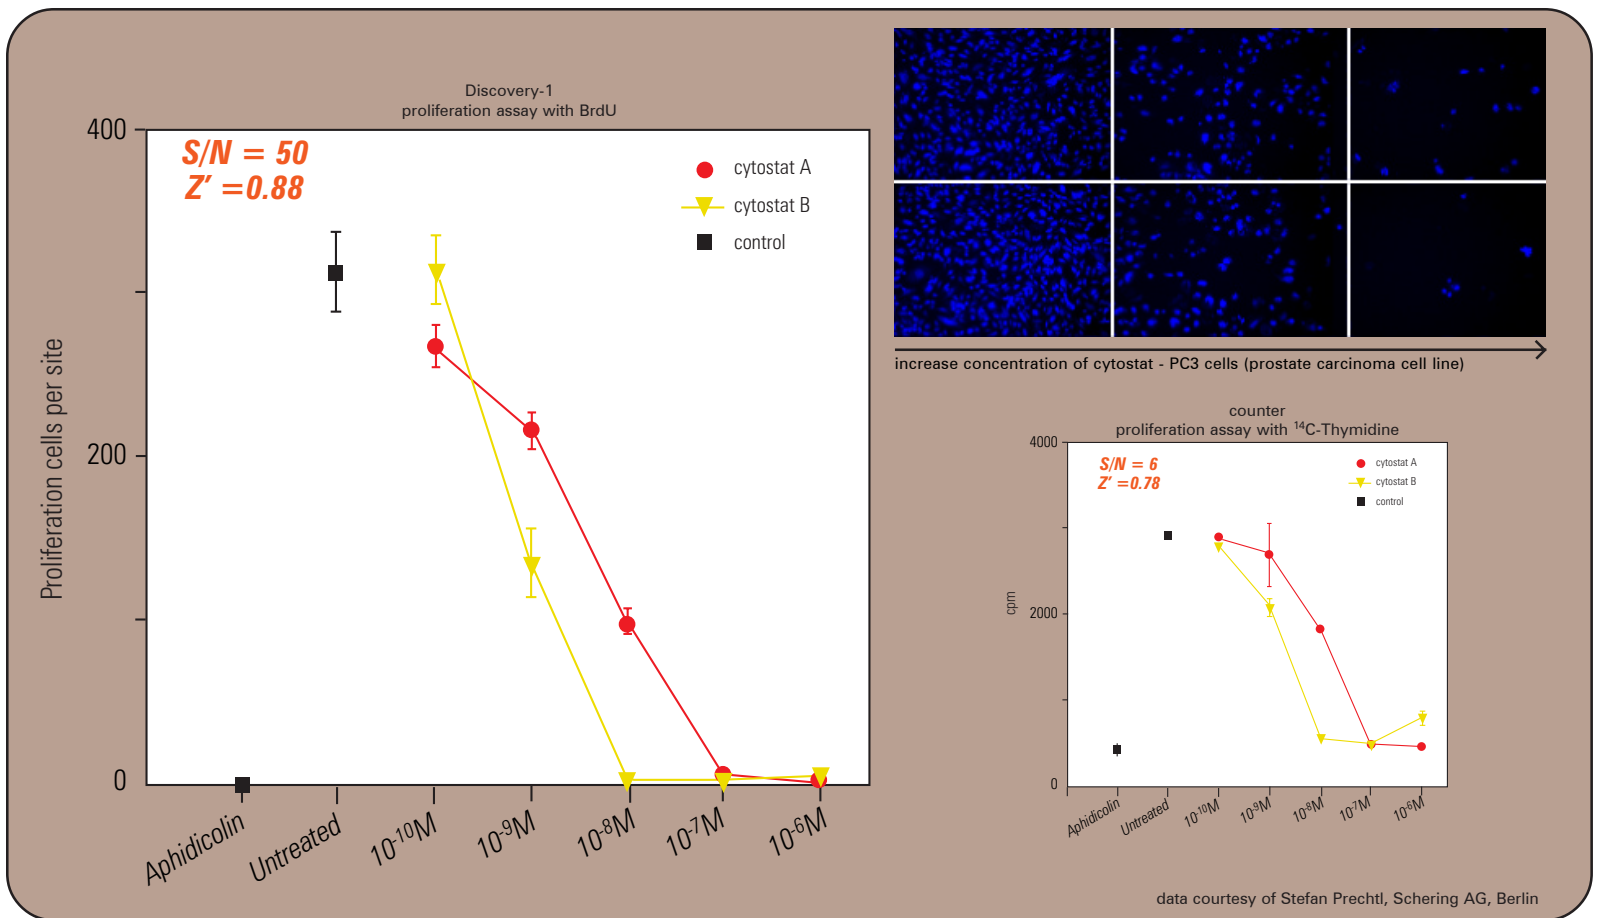 Discovery-1
proliferation assay with BrdU
400
200
0
Proliferation cells per site
S/N = 50
Z' =0.88
cytostat A
cytostat B
control
Aphidicolin
Untreated
10⁻¹⁰M
10⁻⁹M
10⁻⁸M
10⁻⁷M
10⁻⁶M
increase concentration of cytostat - PC3 cells (prostate carcinoma cell line)
counter
proliferation assay with ¹⁴C-Thymidine
4000
2000
0
cpm
S/N = 6
Z' =0.78
cytostat A
cytostat B
control
Aphidicolin
Untreated
10⁻¹⁰M
10⁻⁹M
10⁻⁸M
10⁻⁷M
10⁻⁶M
data courtesy of Stefan Prechtl, Schering AG, Berlin